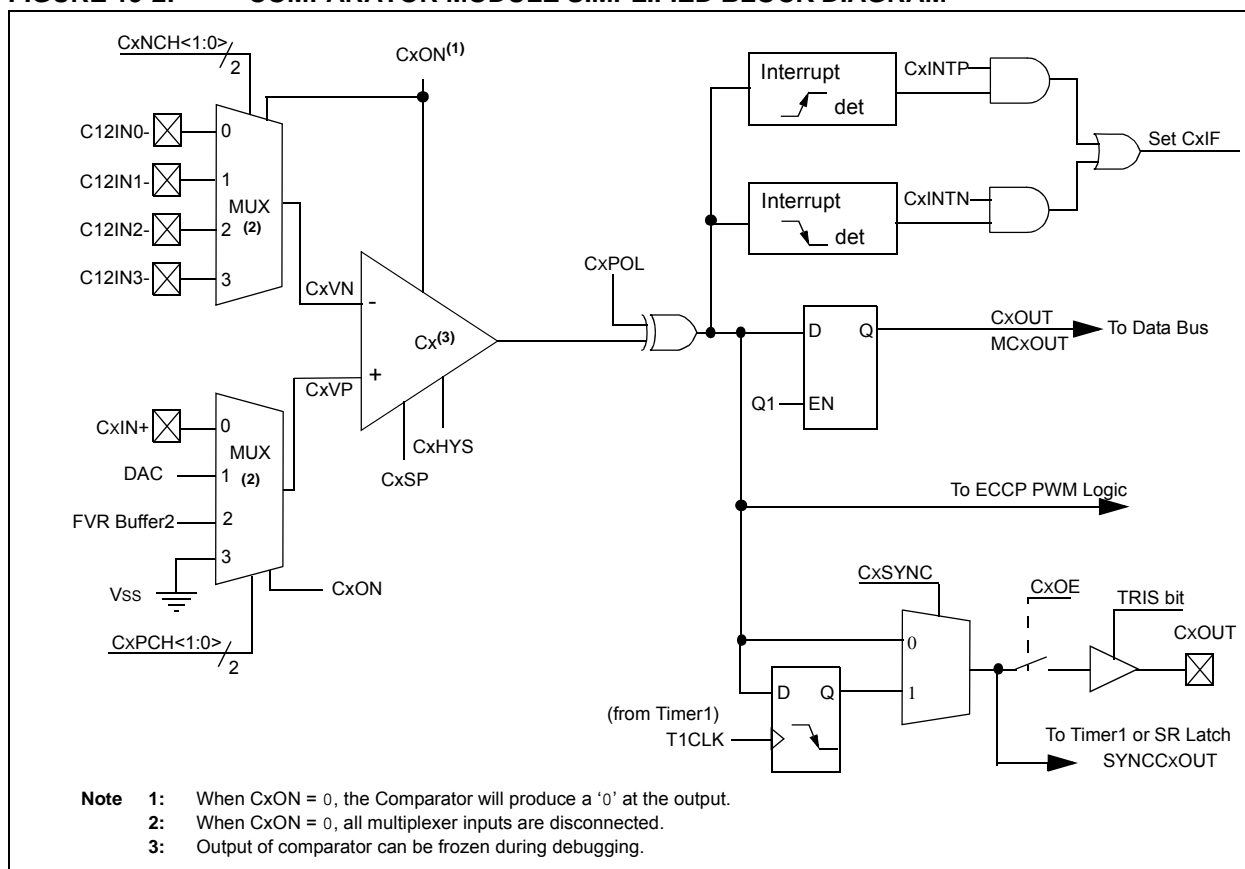 CxNCH<1:0>
2
CxON(1)
C12IN0-
0
C12IN1-
1
MUX
(2)
C12IN2-
2
C12IN3-
3
CxVN
-
Cx(3)
CxVP
+
CxHYS
CxSP
CxIN+
0
MUX
(2)
DAC
1
FVR Buffer2
2
3
Vss
CxON
CxPCH<1:0>
2
CxPOL
Interrupt
det
CxINTP
Interrupt
det
CxINTN
Set CxIF
D
Q
Q1
EN
CxOUT
MCxOUT
To Data Bus
To ECCP PWM Logic
CxSYNC
0
1
D
Q
(from Timer1)
T1CLK
CxOE
TRIS bit
CxOUT
To Timer1 or SR Latch
SYNCCxOUT
Note 1: When CxON = 0, the Comparator will produce a ‘0’ at the output.
2: When CxON = 0, all multiplexer inputs are disconnected.
3: Output of comparator can be frozen during debugging.